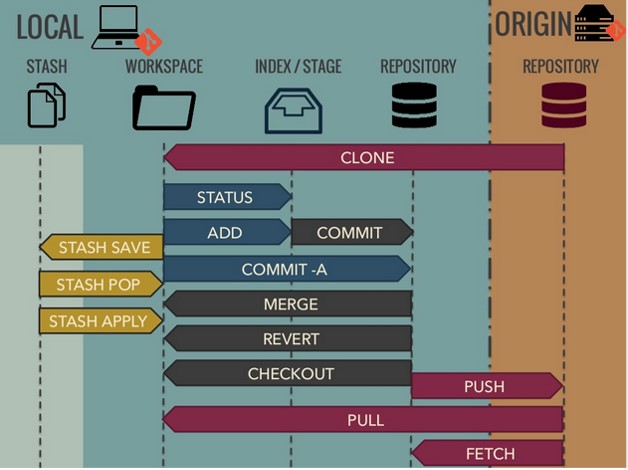 LOCAL
ORIGIN
STASH
WORKSPACE
INDEX / STAGE
REPOSITORY
REPOSITORY
CLONE
STATUS
ADD
COMMIT
STASH SAVE
COMMIT -A
STASH POP
MERGE
STASH APPLY
REVERT
CHECKOUT
PUSH
PULL
FETCH